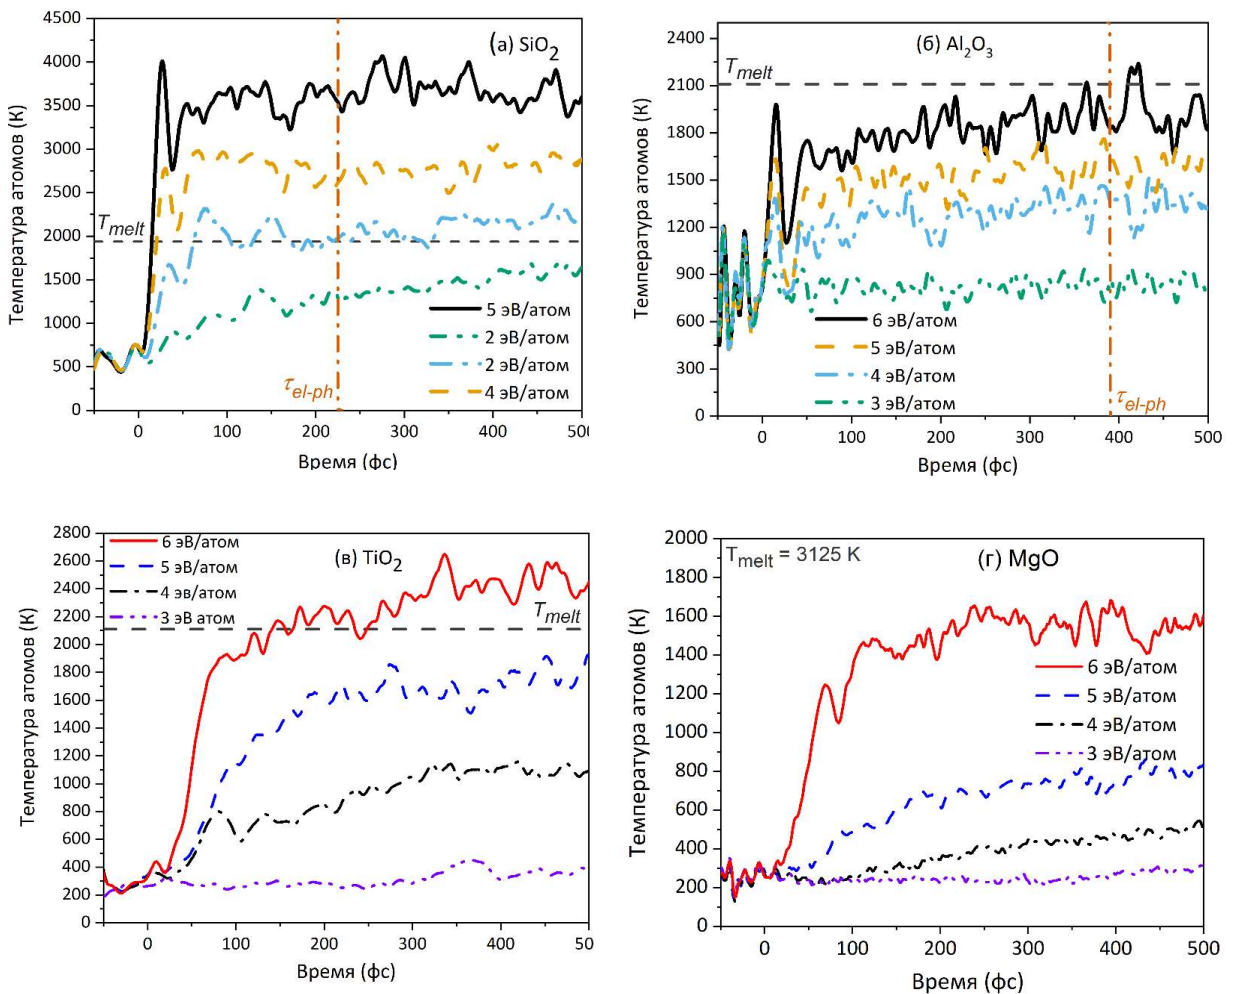 (а) SiO2
Температура атомов (К)
4500
4000
3500
3000
2500
2000
1500
1000
500
0
Tmelt
5 эВ/атом
2 эВ/атом
2 эВ/атом
4 эВ/атом
τel-ph
0 100 200 300 400 500
Время (фс)
(б) Al2O3
Температура атомов (К)
2400
2100
1800
1500
1200
900
600
300
0
Tmelt
6 эВ/атом
5 эВ/атом
4 эВ/атом
3 эВ/атом
τel-ph
0 100 200 300 400 500
Время (фс)
(в) TiO2
Температура атомов (К)
2800
2600
2400
2200
2000
1800
1600
1400
1200
1000
800
600
400
200
0
6 эВ/атом
5 эВ/атом
4 эв/атом
3 эВ атом
Tmelt
0 100 200 300 400 500
Время (фс)
(г) MgO
Температура атомов (К)
2000
1800
1600
1400
1200
1000
800
600
400
200
0
Tmelt = 3125 K
6 эВ/атом
5 эВ/атом
4 эВ/атом
3 эВ/атом
0 100 200 300 400 500
Время (фс)